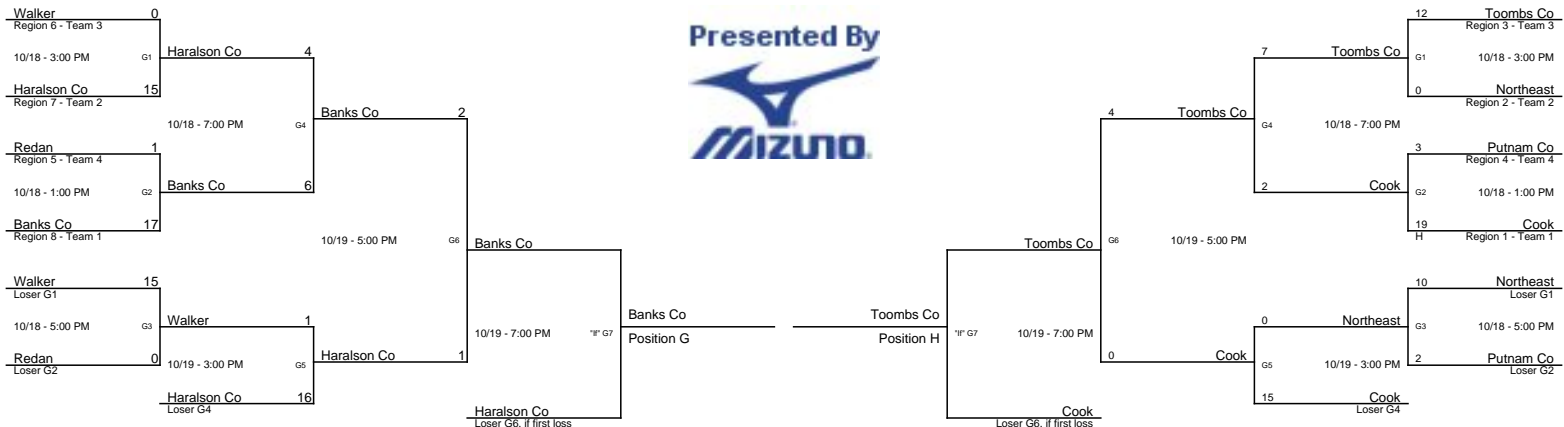 Presented By
MIZUNO
Walker 0
Region 6 - Team 3
10/18 - 3:00 PM G1
Haralson Co 4
Haralson Co 15
Region 7 - Team 2
10/18 - 7:00 PM G4
Banks Co 2
Redan 1
Region 5 - Team 4
10/18 - 1:00 PM G2
Banks Co 6
Banks Co 17
Region 8 - Team 1
10/19 - 5:00 PM G6
Banks Co
Walker 15
Loser G1
10/18 - 5:00 PM G3
Walker 1
Redan 0
Loser G2
10/19 - 3:00 PM G5
Haralson Co 1
Haralson Co 16
Loser G4
10/19 - 7:00 PM "If" G7
Banks Co
Position G
Haralson Co
Loser G6, if first loss
12 Toombs Co
Region 3 - Team 3
G1 10/18 - 3:00 PM
7 Toombs Co
0 Northeast
Region 2 - Team 2
G4 10/18 - 7:00 PM
4 Toombs Co
3 Putnam Co
Region 4 - Team 4
G2 10/18 - 1:00 PM
2 Cook
19 Cook
H Region 1 - Team 1
G6 10/19 - 5:00 PM
Toombs Co
10 Northeast
Loser G1
G3 10/18 - 5:00 PM
0 Northeast
2 Putnam Co
Loser G2
G5 10/19 - 3:00 PM
0 Cook
15 Cook
Loser G4
"If" G7 10/19 - 7:00 PM
Toombs Co
Position H
Cook
Loser G6, if first loss